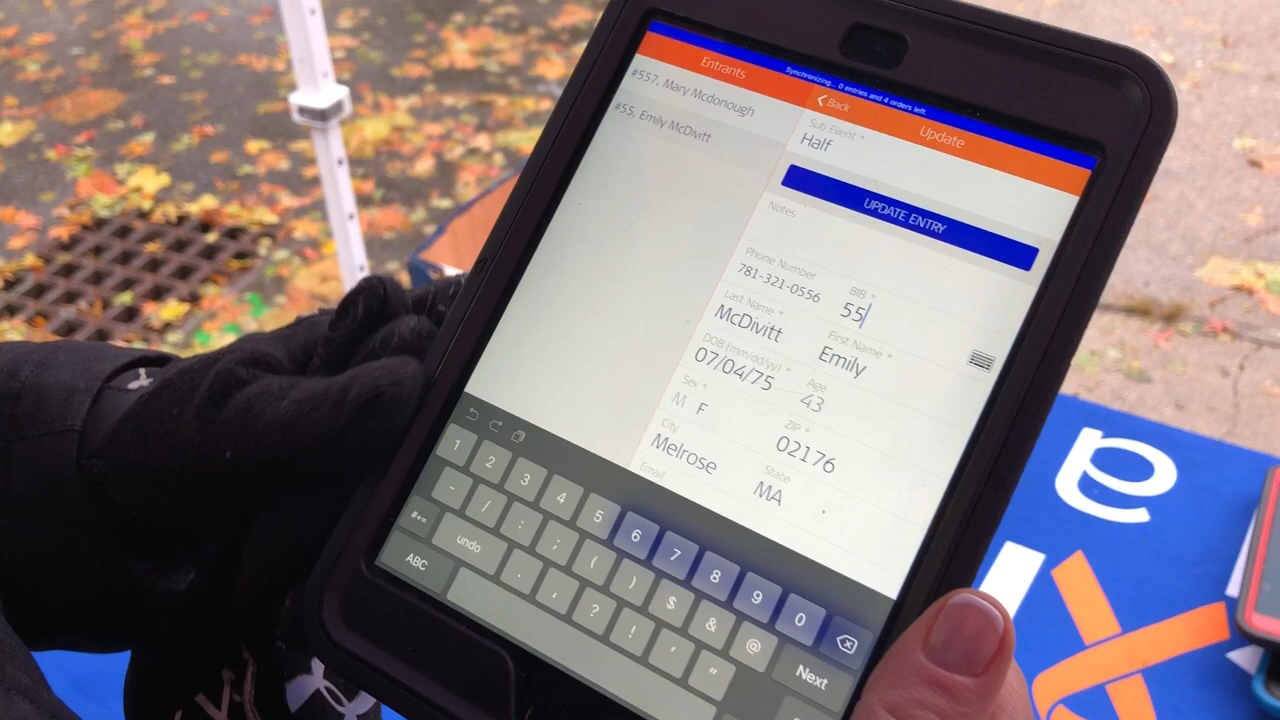 Synchronizing... 0 entries and 4 orders left
Entrants
#557, Mary Mcdonough
#55, Emily McDivitt
Back
Update
Sub Event *
Half
UPDATE ENTRY
Notes
Phone Number
781-321-0556
BIB *
55
Last Name *
McDivitt
First Name *
Emily
DOB (mm/dd/yy) *
07/04/75
Age
43
Sex *
M F
ZIP *
02176
City
Melrose
State
MA
Email
1 2 3 4 5 6 7 8 9 0
- / : ; ( ) $ & @ Next
#+= undo . , ? ! ' "
ABC
e